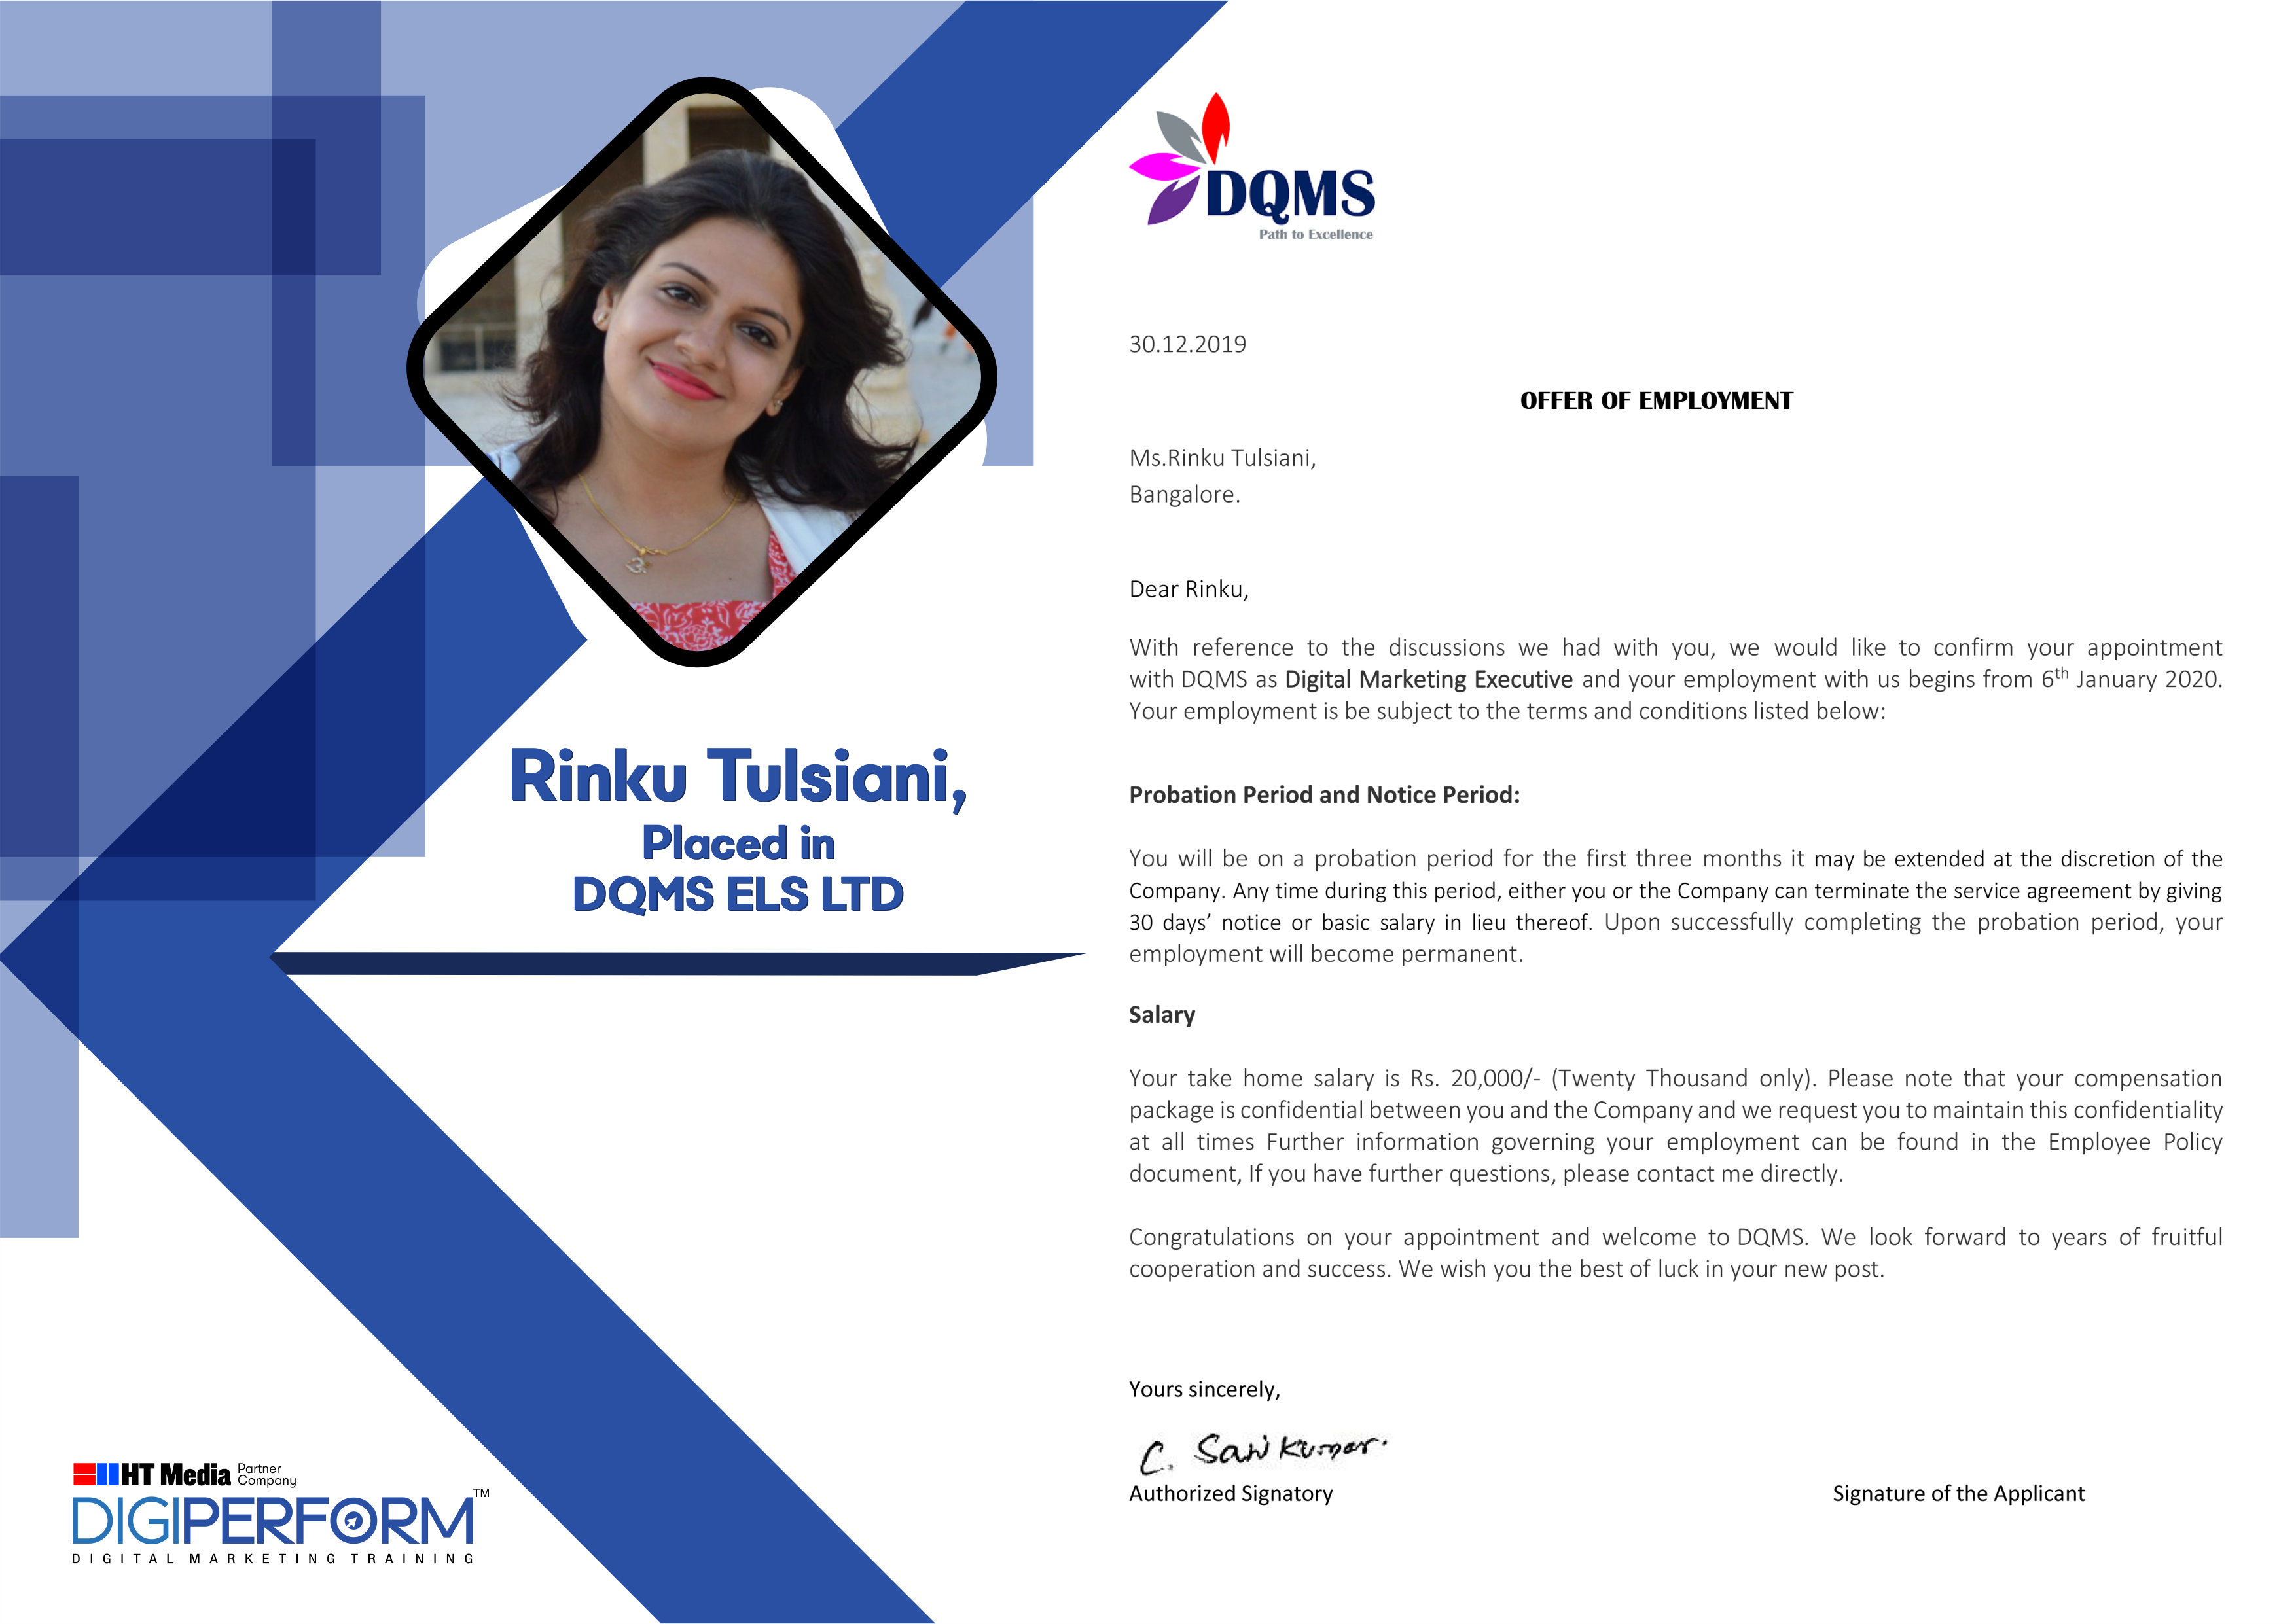 Rinku Tulsiani,
Placed in
DQMS ELS LTD
HT Media Partner Company
DIGIPERFORM™
DIGITAL MARKETING TRAINING
DQMS
Path to Excellence
30.12.2019
OFFER OF EMPLOYMENT
Ms.Rinku Tulsiani,
Bangalore.
Dear Rinku,
With reference to the discussions we had with you, we would like to confirm your appointment
with DQMS as Digital Marketing Executive and your employment with us begins from 6th January 2020.
Your employment is be subject to the terms and conditions listed below:
Probation Period and Notice Period:
You will be on a probation period for the first three months it may be extended at the discretion of the
Company. Any time during this period, either you or the Company can terminate the service agreement by giving
30 days’ notice or basic salary in lieu thereof. Upon successfully completing the probation period, your
employment will become permanent.
Salary
Your take home salary is Rs. 20,000/- (Twenty Thousand only). Please note that your compensation
package is confidential between you and the Company and we request you to maintain this confidentiality
at all times Further information governing your employment can be found in the Employee Policy
document, If you have further questions, please contact me directly.
Congratulations on your appointment and welcome to DQMS. We look forward to years of fruitful
cooperation and success. We wish you the best of luck in your new post.
Yours sincerely,
C.
Authorized Signatory
Signature of the Applicant